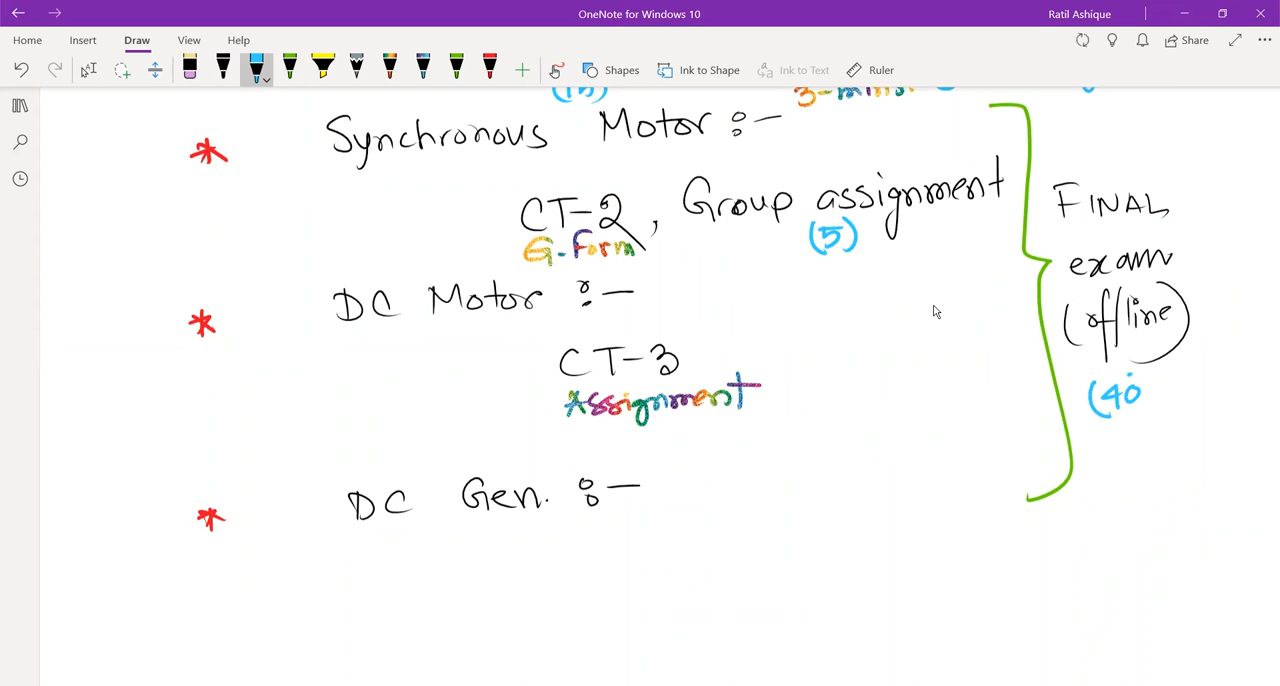 OneNote for Windows 10
Ratil Ashique
Home Insert Draw View Help
Share
Shapes Ink to Shape Ink to Text Ruler
Synchronous Motor :-
CT-2, Group assignment
(5)
G-Form
DC Motor :-
CT-3
Assignment
DC Gen. :-
FINAL
exam
(offline)
(40